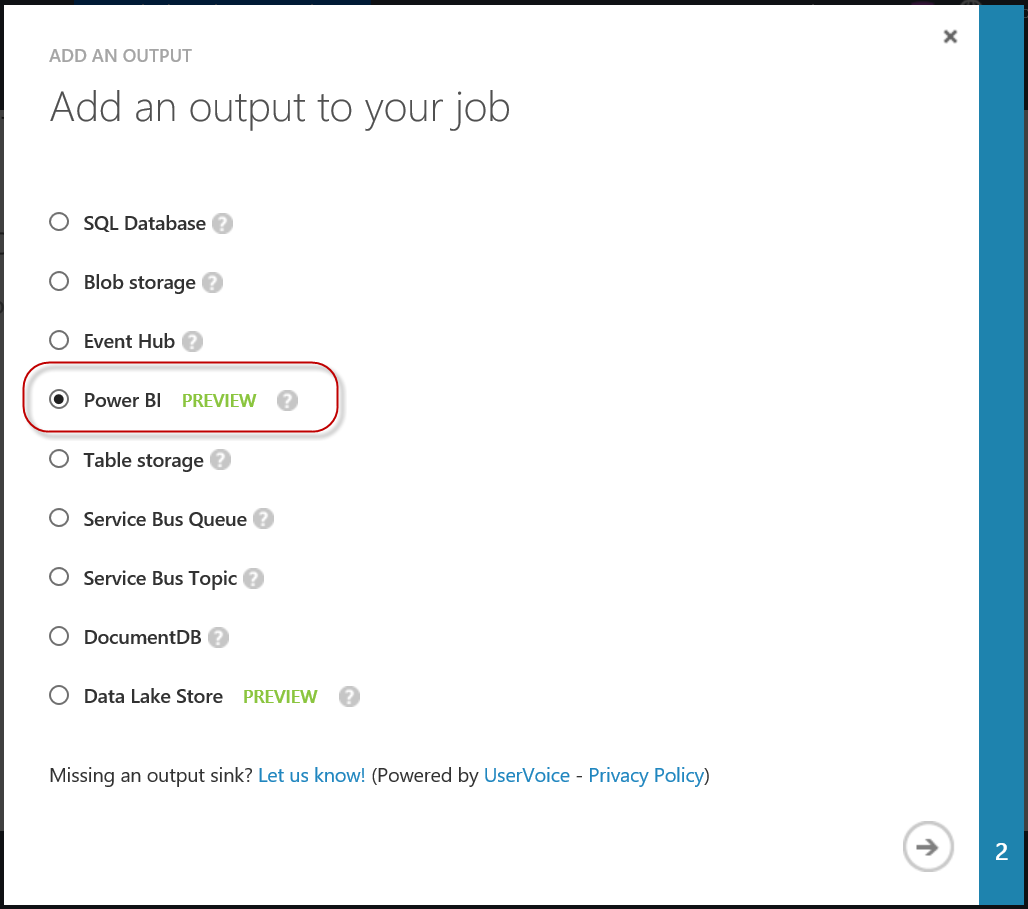 ADD AN OUTPUT
Add an output to your job
SQL Database ?
Blob storage ?
Event Hub ?
Power BI PREVIEW ?
Table storage ?
Service Bus Queue ?
Service Bus Topic ?
DocumentDB ?
Data Lake Store PREVIEW ?
Missing an output sink? Let us know! (Powered by UserVoice - Privacy Policy)
2